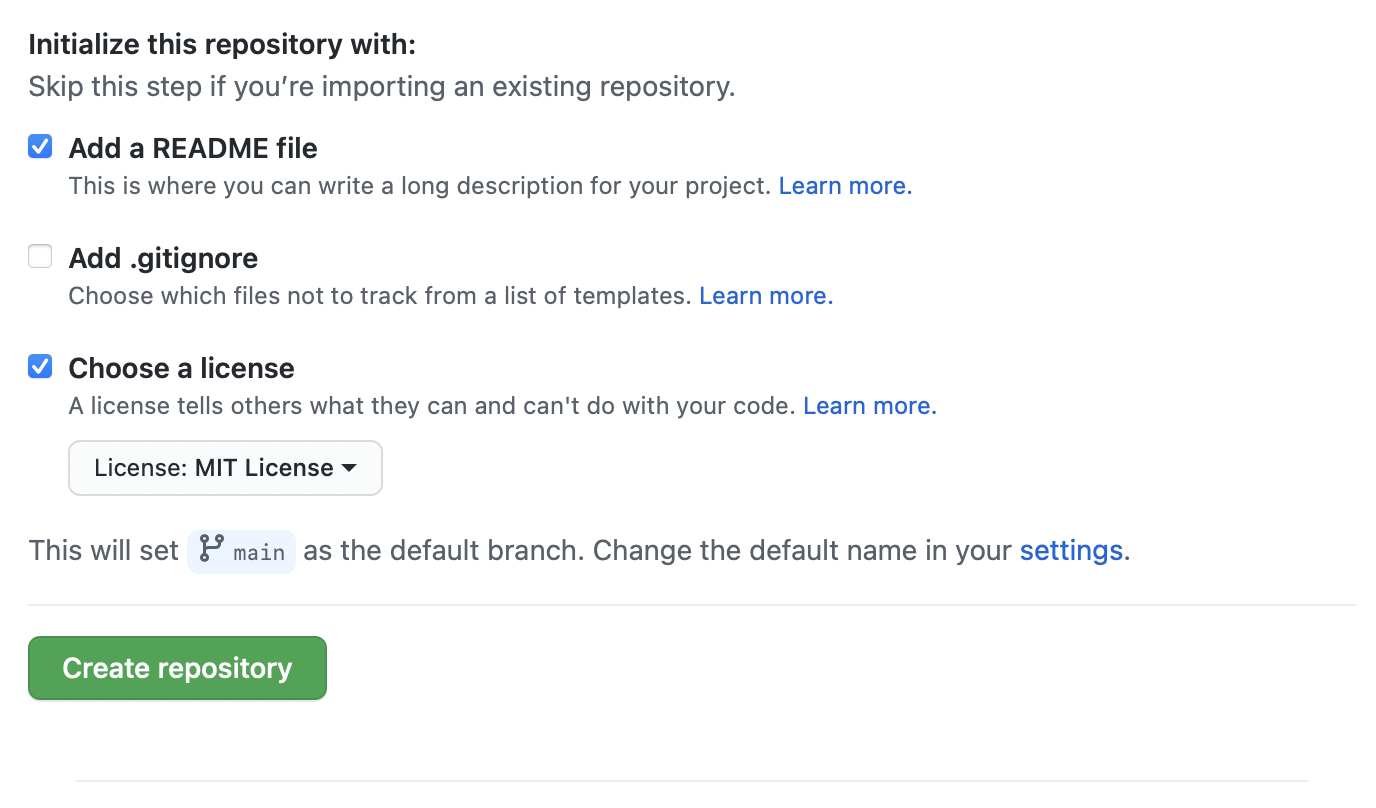 Initialize this repository with:
Skip this step if you’re importing an existing repository.
Add a README file
This is where you can write a long description for your project. Learn more.
Add .gitignore
Choose which files not to track from a list of templates. Learn more.
Choose a license
A license tells others what they can and can't do with your code. Learn more.
License: MIT License
This will set main as the default branch. Change the default name in your settings.
Create repository